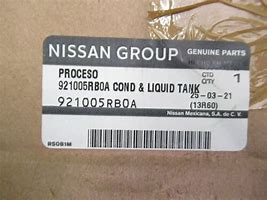 NISSAN GROUP GENUINE PARTS
PROCESO CTD
921005RB0A COND & LIQUID TANK 1
25-03-21
921005RB0A (13R60)
Nissan Mexicana, S.A. de C. V.
RSOB1M